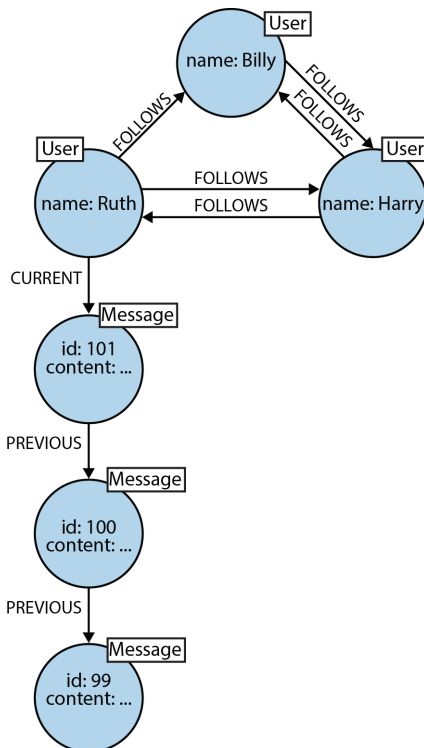 User
name: Billy
FOLLOWS
FOLLOWS
FOLLOWS
User
User
name: Ruth
FOLLOWS
FOLLOWS
name: Harry
CURRENT
Message
id: 101
content: ...
PREVIOUS
Message
id: 100
content: ...
PREVIOUS
Message
id: 99
content: ...